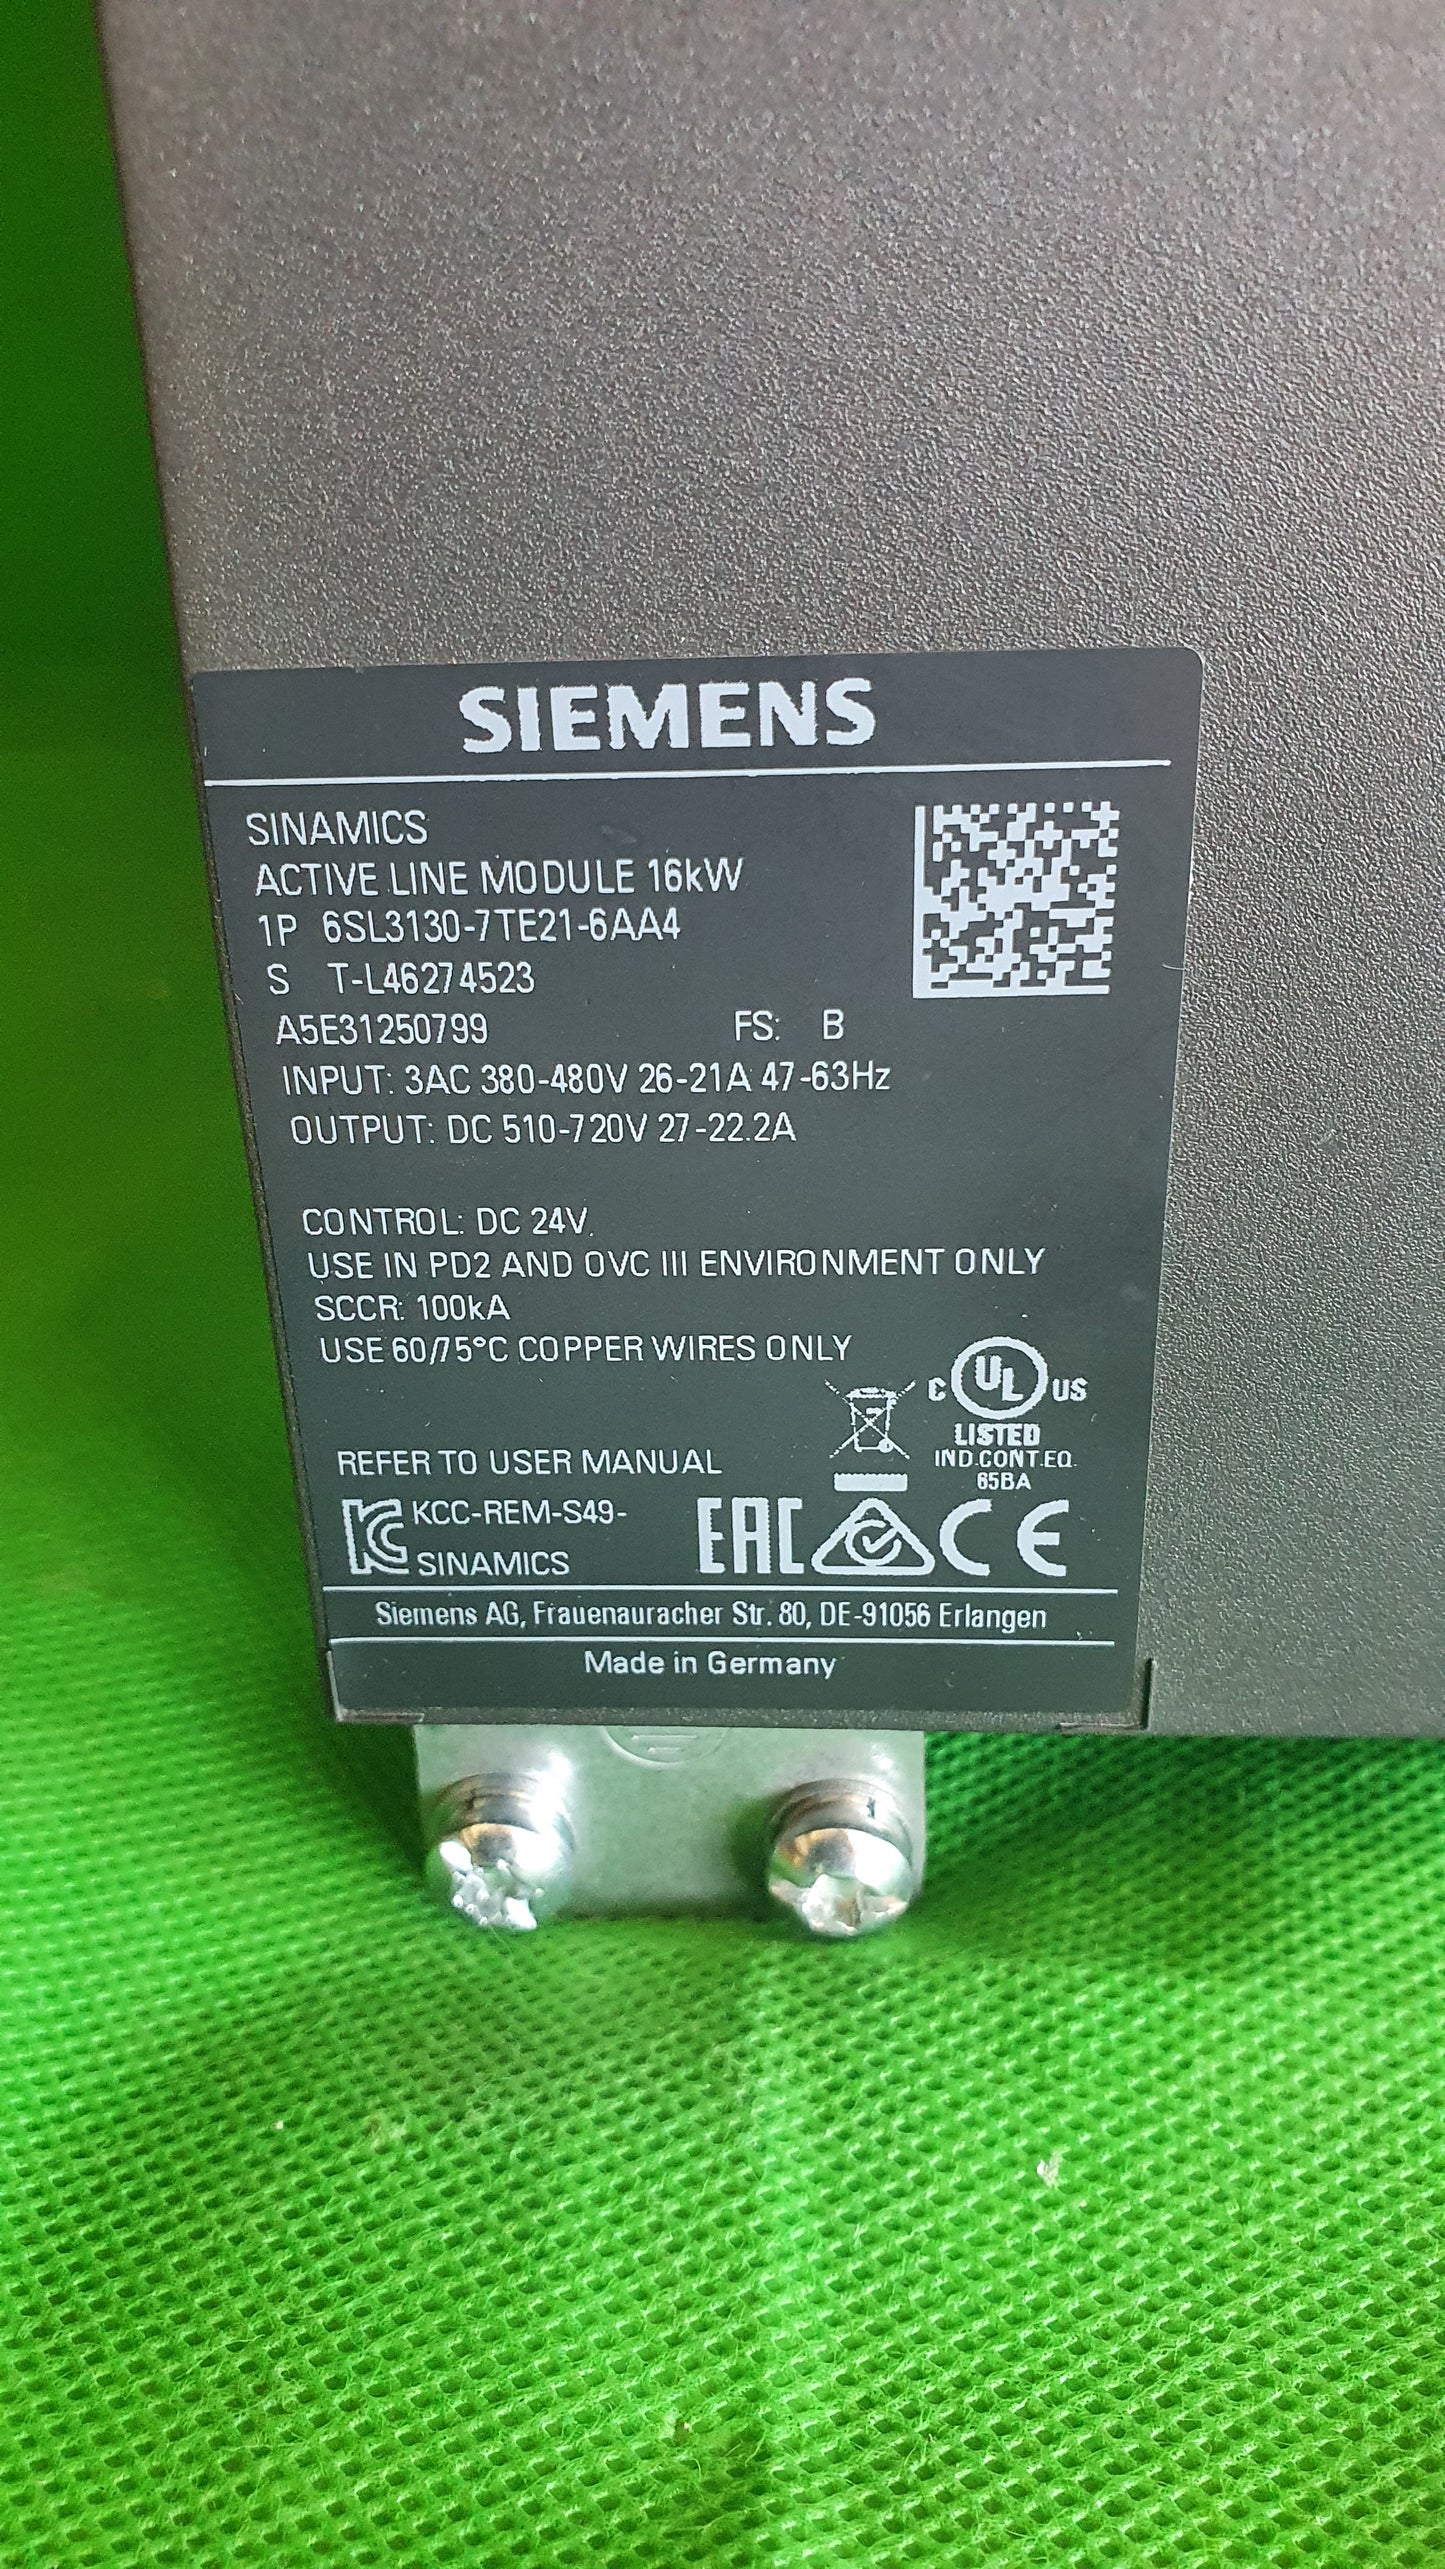 SIEMENS
SINAMICS
ACTIVE LINE MODULE 16kW
1P 6SL3130-7TE21-6AA4
S T-L46274523
A5E31250799 FS: B
INPUT: 3AC 380-480V 26-21A 47-63Hz
OUTPUT: DC 510-720V 27-22.2A
CONTROL: DC 24V
USE IN PD2 AND OVC III ENVIRONMENT ONLY
SCCR: 100kA
USE 60/75°C COPPER WIRES ONLY
C UL US
LISTED
IND.CONT.EQ.
65BA
REFER TO USER MANUAL
KC KCC-REM-S49-
SINAMICS
EAC CE
Siemens AG, Frauenauracher Str. 80, DE-91056 Erlangen
Made in Germany